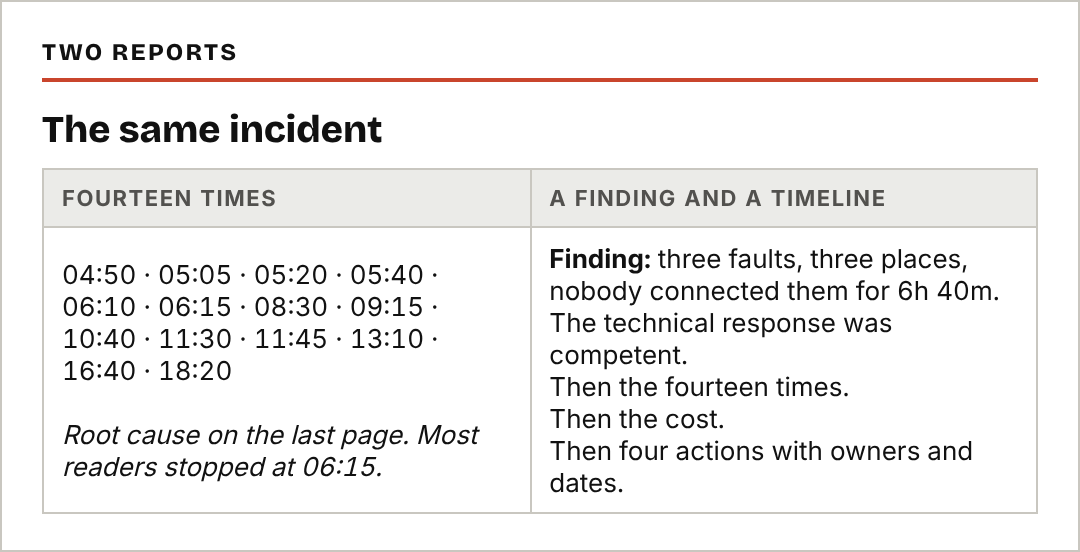 TWO REPORTS
The same incident
FOURTEEN TIMES
04:50 · 05:05 · 05:20 · 05:40 ·
06:10 · 06:15 · 08:30 · 09:15 ·
10:40 · 11:30 · 11:45 · 13:10 ·
16:40 · 18:20
Root cause on the last page. Most
readers stopped at 06:15.
A FINDING AND A TIMELINE
Finding: three faults, three places,
nobody connected them for 6h 40m.
The technical response was
competent.
Then the fourteen times.
Then the cost.
Then four actions with owners and
dates.